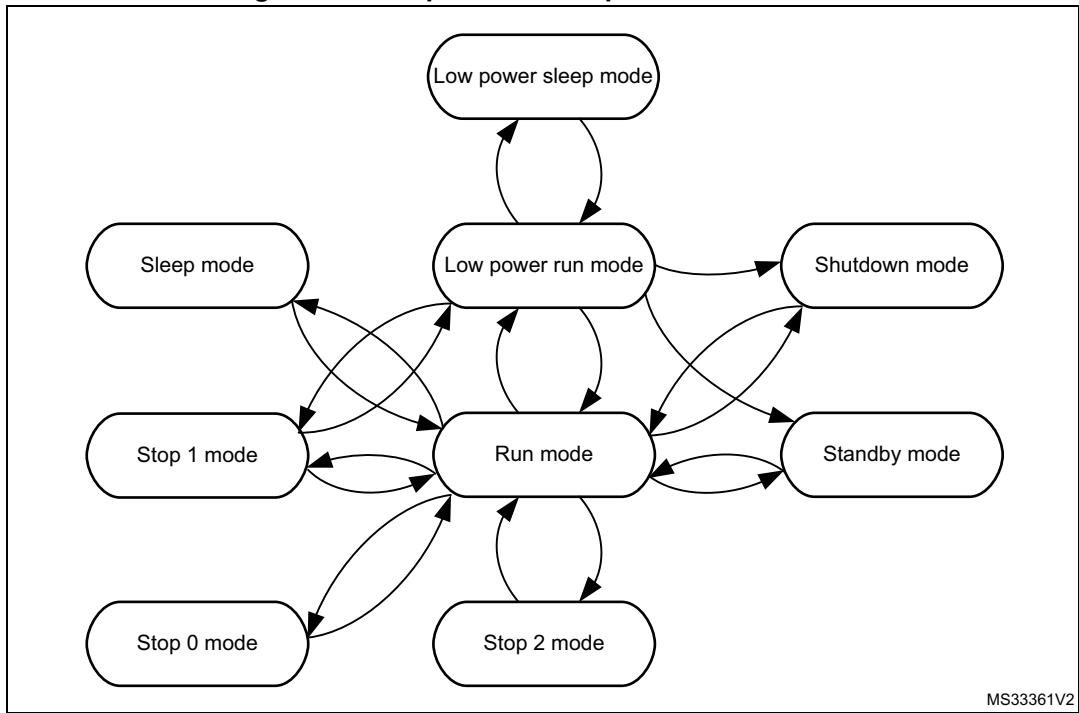 Low power sleep mode
Sleep mode
Low power run mode
Shutdown mode
Stop 1 mode
Run mode
Standby mode
Stop 0 mode
Stop 2 mode
MS33361V2